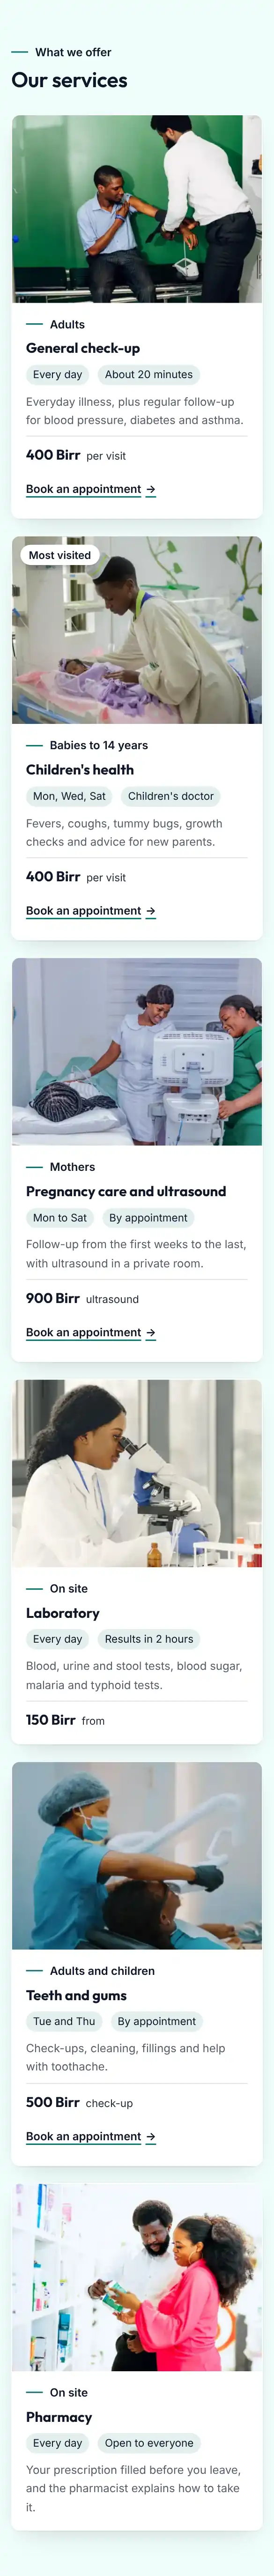 What we offer
Our services
Adults
General check-up
Every day About 20 minutes
Everyday illness, plus regular follow-up
for blood pressure, diabetes and asthma.
400 Birr per visit
Book an appointment →
Most visited
Babies to 14 years
Children's health
Mon, Wed, Sat Children's doctor
Fevers, coughs, tummy bugs, growth
checks and advice for new parents.
400 Birr per visit
Book an appointment →
Mothers
Pregnancy care and ultrasound
Mon to Sat By appointment
Follow-up from the first weeks to the last,
with ultrasound in a private room.
900 Birr ultrasound
Book an appointment →
On site
Laboratory
Every day Results in 2 hours
Blood, urine and stool tests, blood sugar,
malaria and typhoid tests.
150 Birr from
Adults and children
Teeth and gums
Tue and Thu By appointment
Check-ups, cleaning, fillings and help
with toothache.
500 Birr check-up
Book an appointment →
On site
Pharmacy
Every day Open to everyone
Your prescription filled before you leave,
and the pharmacist explains how to take
it.